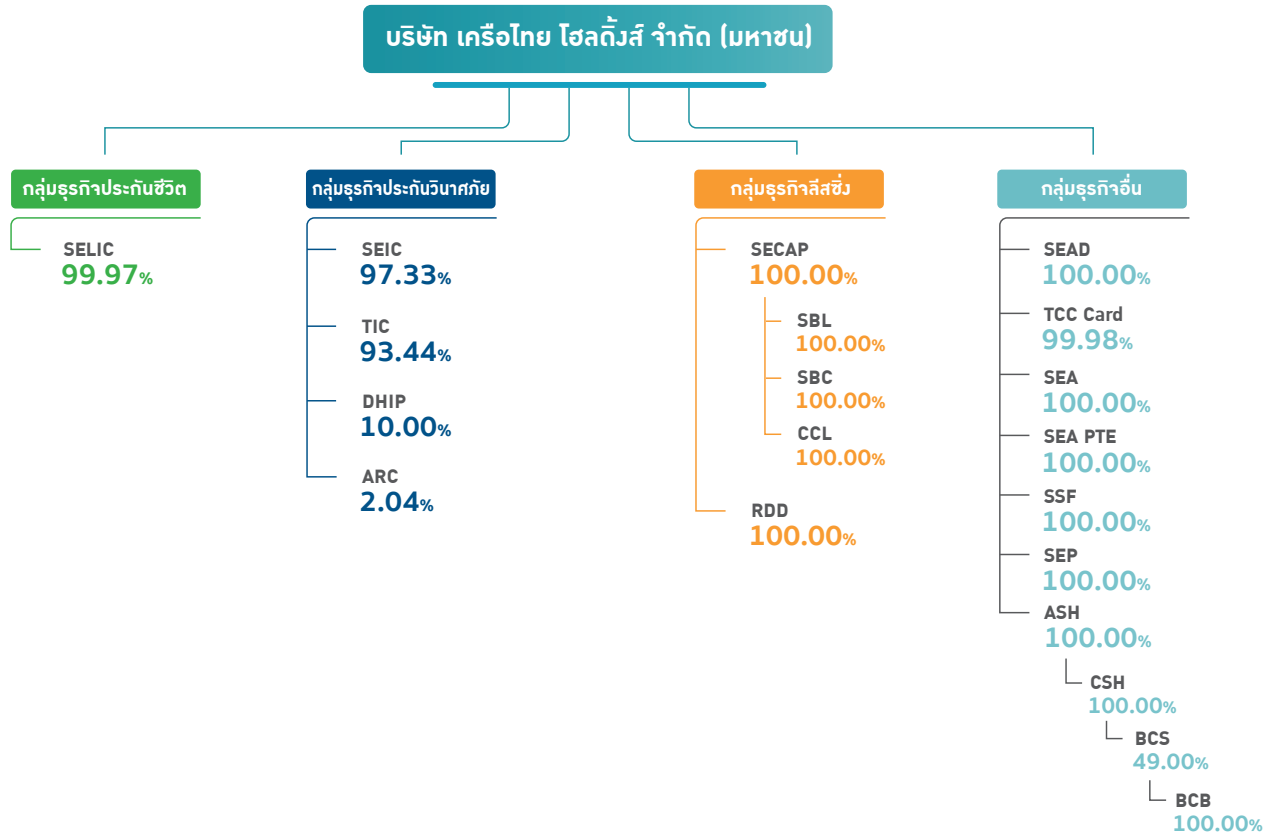 บริษัท เครือไทย โฮลดิ้งส์ จำกัด (มหาชน)
กลุ่มธุรกิจประกันชีวิต
SELIC
99.97%
กลุ่มธุรกิจประกันวินาศภัย
SEIC
97.33%
TIC
93.44%
DHIP
10.00%
ARC
2.04%
กลุ่มธุรกิจลีสซิ่ง
SECAP
100.00%
SBL
100.00%
SBC
100.00%
CCL
100.00%
RDD
100.00%
กลุ่มธุรกิจอื่น
SEAD
100.00%
TCC Card
99.98%
SEA
100.00%
SEA PTE
100.00%
SSF
100.00%
SEP
100.00%
ASH
100.00%
CSH
100.00%
BCS
49.00%
BCB
100.00%